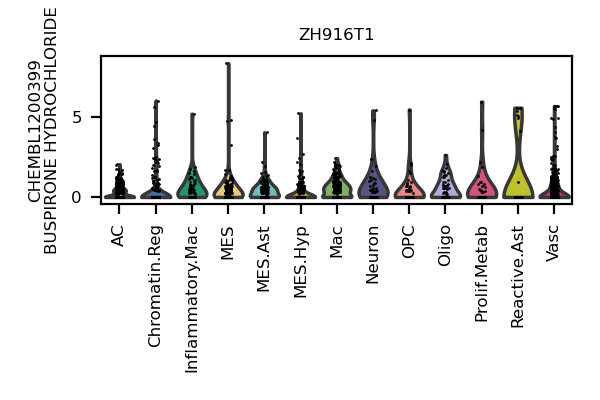 ZH916T1
CHEMBL1200399
BUSPIRONE HYDROCHLORIDE
5
0
AC
Chromatin.Reg
Inflammatory.Mac
MES
MES.Ast
MES.Hyp
Mac
Neuron
OPC
Oligo
Prolif.Metab
Reactive.Ast
Vasc